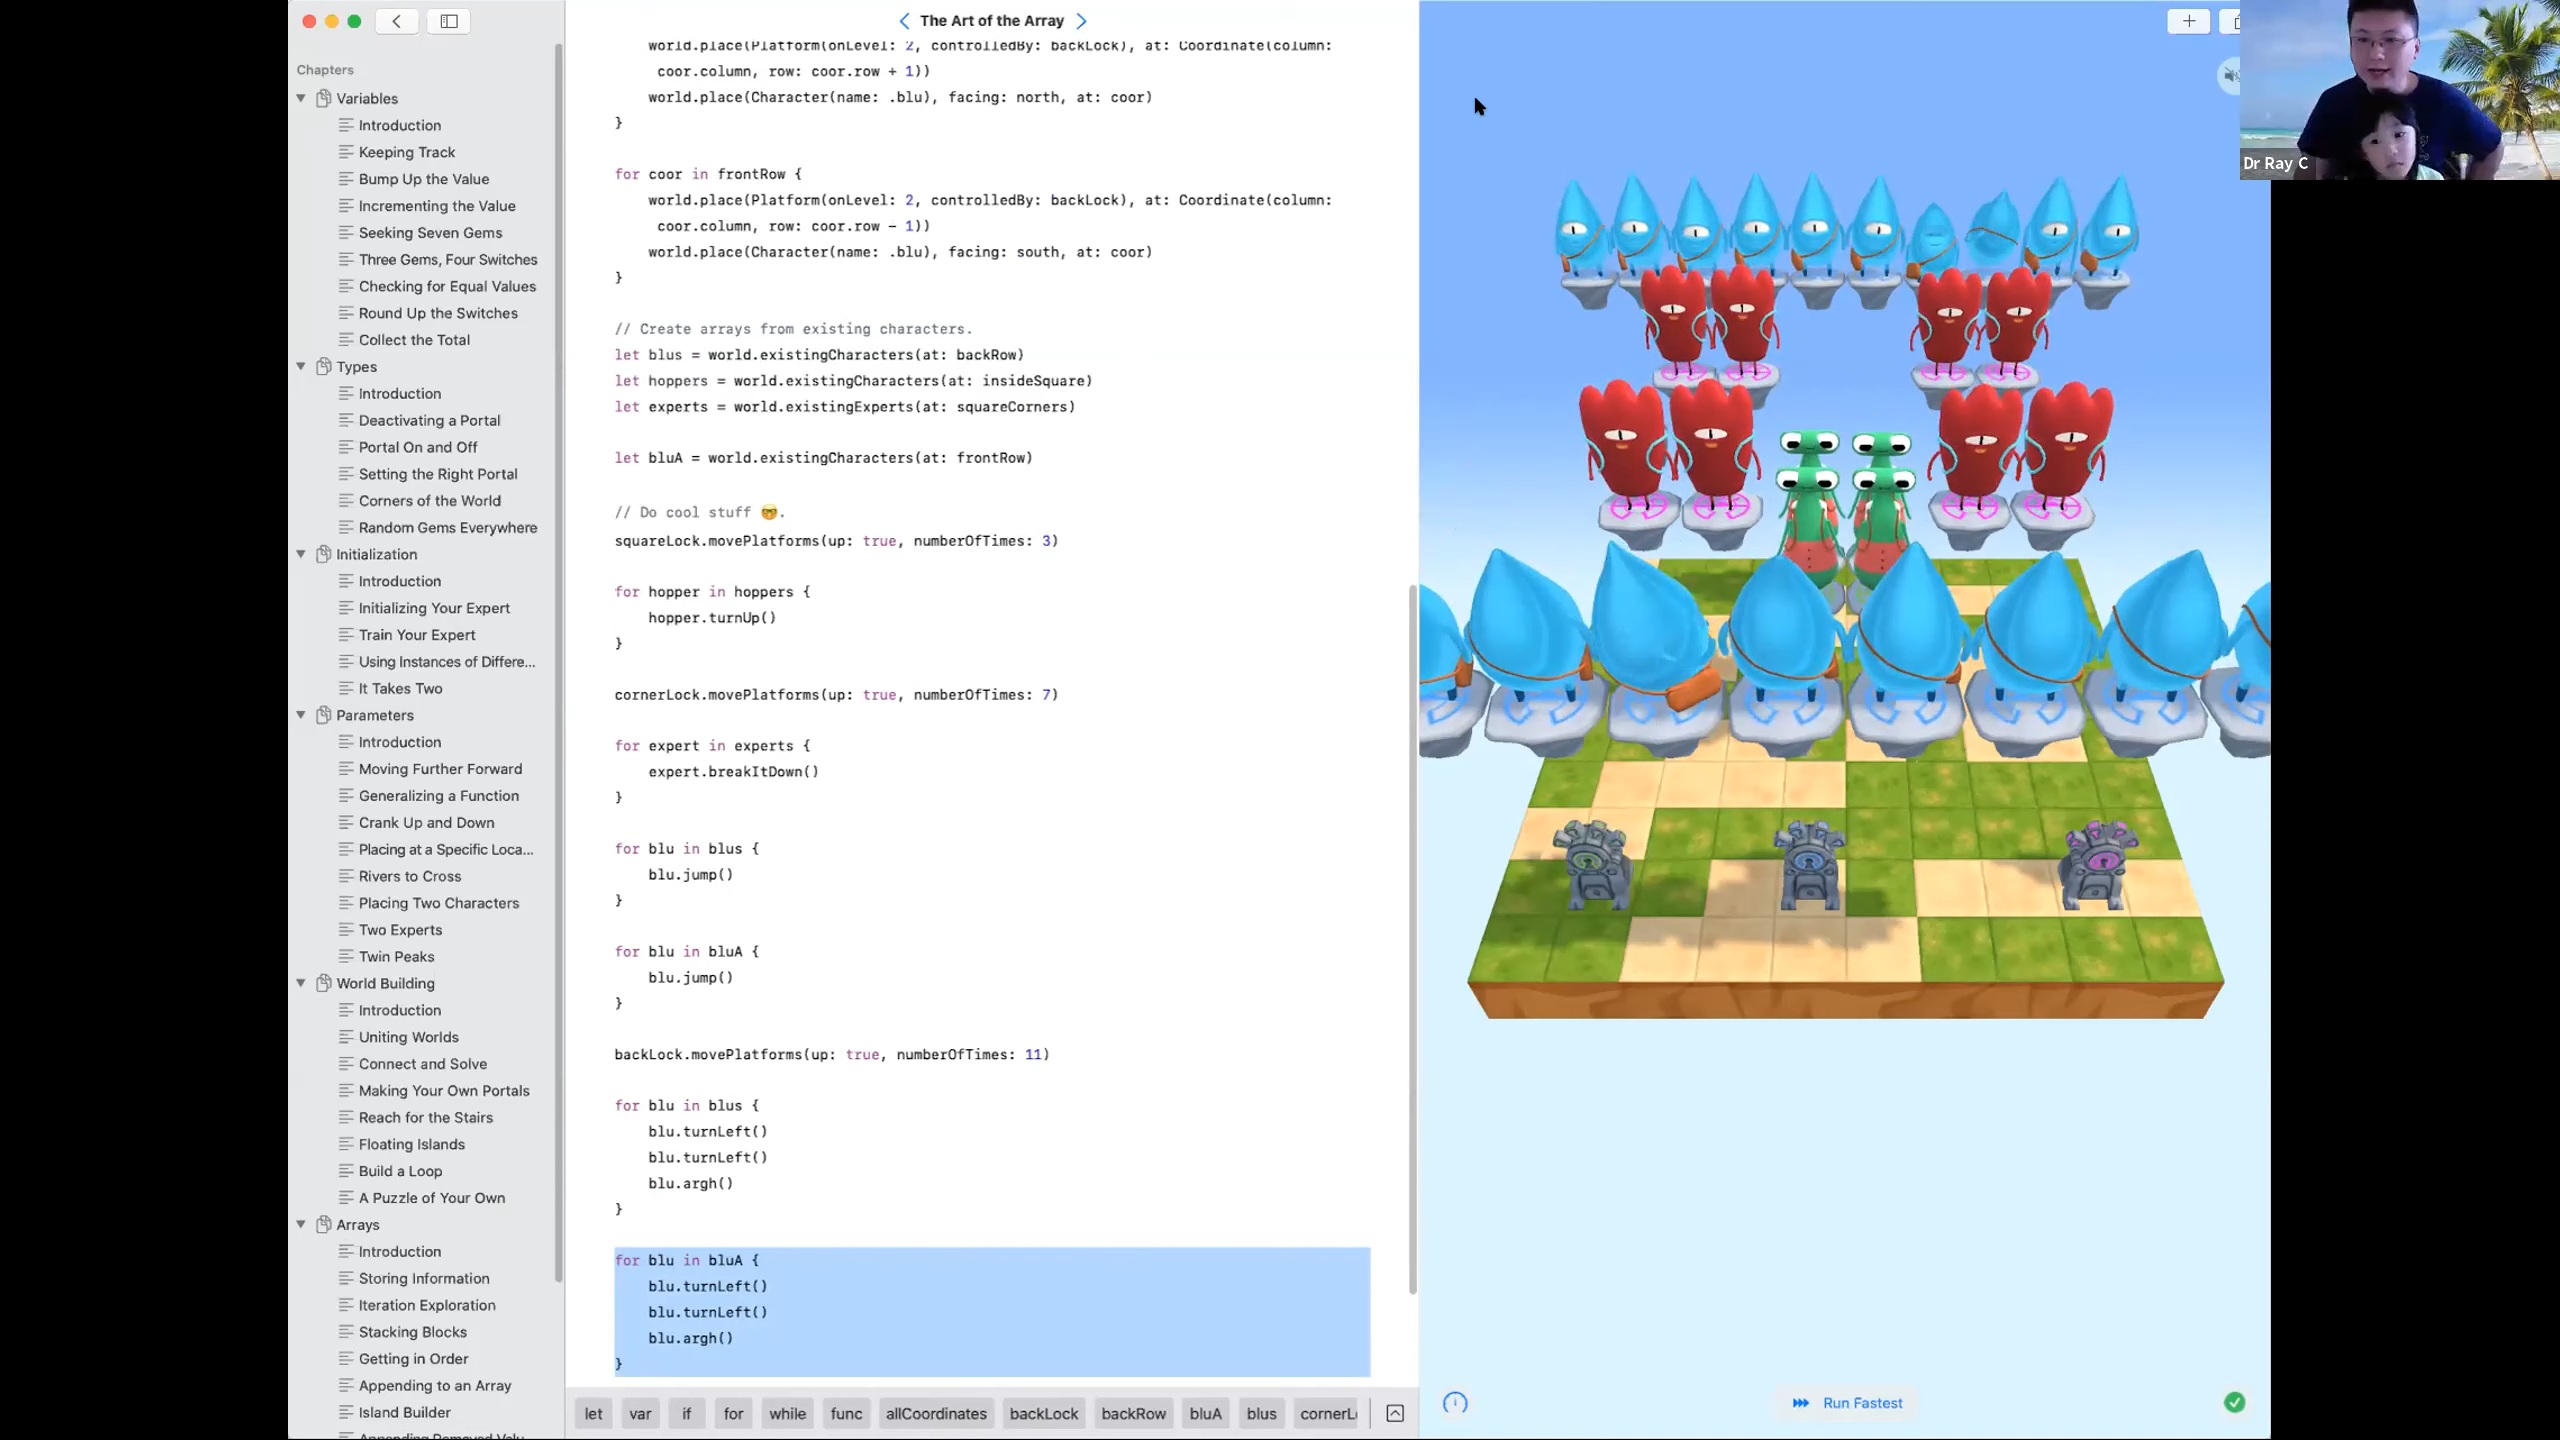 The Art of the Array
Chapters
Variables
Introduction
Keeping Track
Bump Up the Value
Incrementing the Value
Seeking Seven Gems
Three Gems, Four Switches
Checking for Equal Values
Round Up the Switches
Collect the Total
Types
Introduction
Deactivating a Portal
Portal On and Off
Setting the Right Portal
Corners of the World
Random Gems Everywhere
Initialization
Introduction
Initializing Your Expert
Train Your Expert
Using Instances of Differe...
It Takes Two
Parameters
Introduction
Moving Further Forward
Generalizing a Function
Crank Up and Down
Placing at a Specific Loca...
Rivers to Cross
Placing Two Characters
Two Experts
Twin Peaks
World Building
Introduction
Uniting Worlds
Connect and Solve
Making Your Own Portals
Reach for the Stairs
Floating Islands
Build a Loop
A Puzzle of Your Own
Arrays
Introduction
Storing Information
Iteration Exploration
Stacking Blocks
Getting in Order
Appending to an Array
Island Builder
world.place(Platform(onLevel: 2, controlledBy: backLock), at: Coordinate(column:
coor.column, row: coor.row + 1))
world.place(Character(name: .blu), facing: north, at: coor)
}
for coor in frontRow {
world.place(Platform(onLevel: 2, controlledBy: backLock), at: Coordinate(column:
coor.column, row: coor.row - 1))
world.place(Character(name: .blu), facing: south, at: coor)
}
// Create arrays from existing characters.
let blus = world.existingCharacters(at: backRow)
let hoppers = world.existingCharacters(at: insideSquare)
let experts = world.existingExperts(at: squareCorners)
let bluA = world.existingCharacters(at: frontRow)
// Do cool stuff 🤓.
squareLock.movePlatforms(up: true, numberOfTimes: 3)
for hopper in hoppers {
hopper.turnUp()
}
cornerLock.movePlatforms(up: true, numberOfTimes: 7)
for expert in experts {
expert.breakItDown()
}
for blu in blus {
blu.jump()
}
for blu in bluA {
blu.jump()
}
backLock.movePlatforms(up: true, numberOfTimes: 11)
for blu in blus {
blu.turnLeft()
blu.turnLeft()
blu.argh()
}
for blu in bluA {
blu.turnLeft()
blu.turnLeft()
blu.argh()
}
let var if for while func allCoordinates backLock backRow bluA blus cornerL
Run Fastest
Dr Ray C